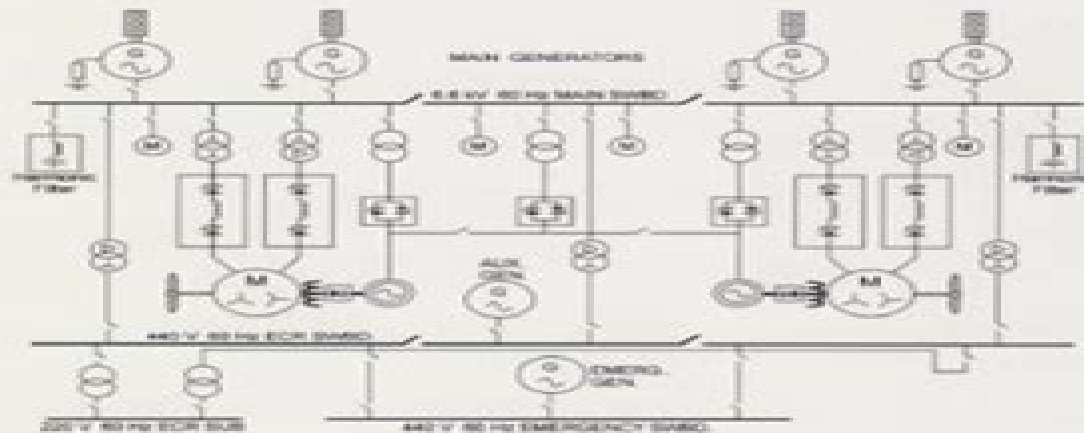 MAIN GENERATORS
6.6 kV 60 Hz MAIN SWBD
M
M
M
M
Harmonic
Filter
Harmonic
Filter
AUX.
GEN.
M
M
440 V 60 Hz ECR SWBD
EMERG.
GEN
220 V 60 Hz ECR SUB
440 V 60 Hz EMERGENCY SWBD.